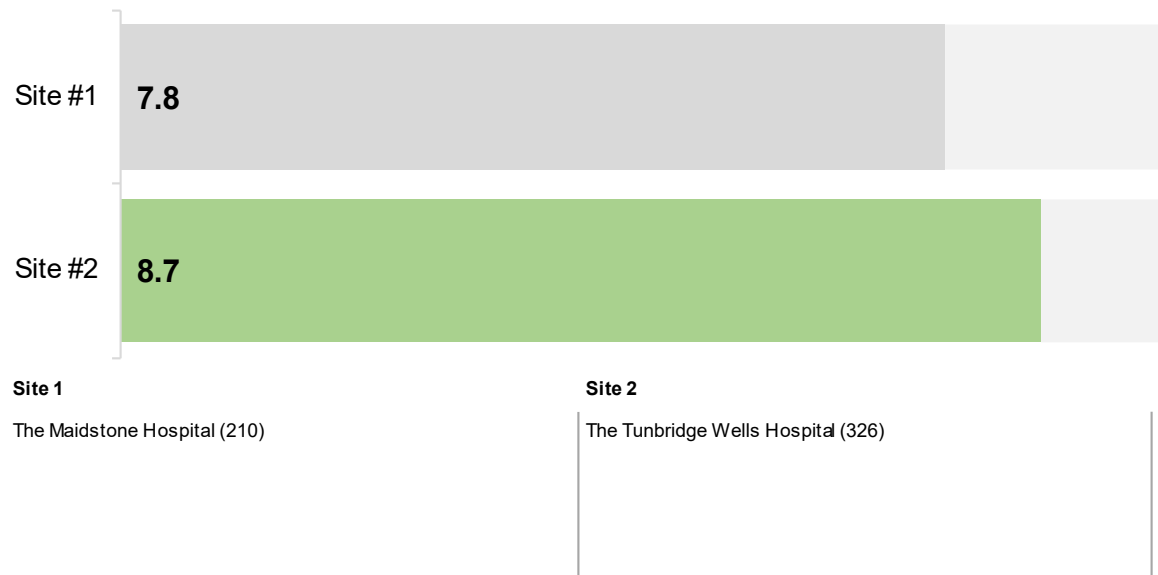 Site #1
7.8
Site #2
8.7
Site 1
The Maidstone Hospital (210)
Site 2
The Tunbridge Wells Hospital (326)